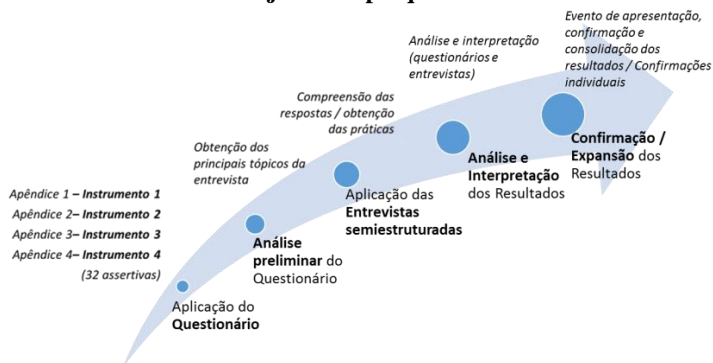 Evento de apresentação,
confirmação e
consolidação dos
resultados / Confirmações
individuais
Análise e interpretação
(questionários e
entrevistas)
Compreensão das
respostas / obtenção
das práticas
Obtenção dos
principais tópicos da
entrevista
Apêndice 1 – Instrumento 1
Apêndice 2– Instrumento 2
Apêndice 3– Instrumento 3
Apêndice 4– Instrumento 4
(32 assertivas)
Aplicação do
Questionário
Análise
preliminar do
Questionário
Aplicação das
Entrevistas
semiestruturadas
Análise e
Interpretação
dos Resultados
Confirmação /
Expansão dos
Resultados